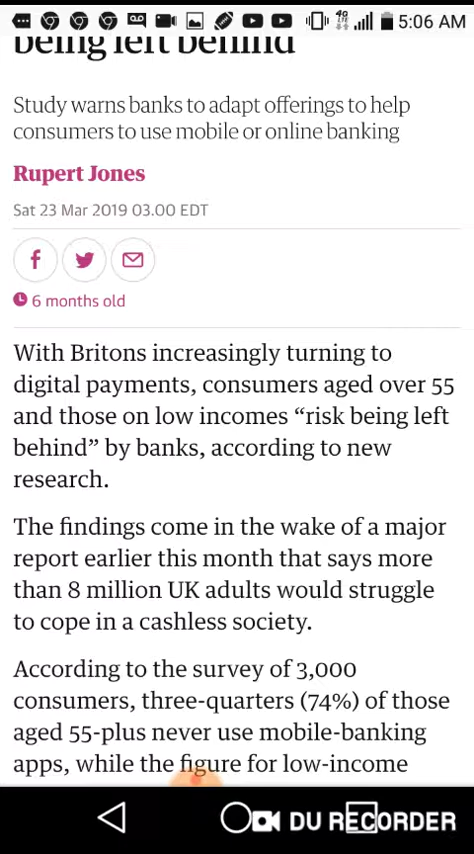 5:06 AM
being left behind
Study warns banks to adapt offerings to help
consumers to use mobile or online banking
Rupert Jones
Sat 23 Mar 2019 03.00 EDT
6 months old
With Britons increasingly turning to
digital payments, consumers aged over 55
and those on low incomes “risk being left
behind” by banks, according to new
research.
The findings come in the wake of a major
report earlier this month that says more
than 8 million UK adults would struggle
to cope in a cashless society.
According to the survey of 3,000
consumers, three-quarters (74%) of those
aged 55-plus never use mobile-banking
apps, while the figure for low-income
DU RECORDER